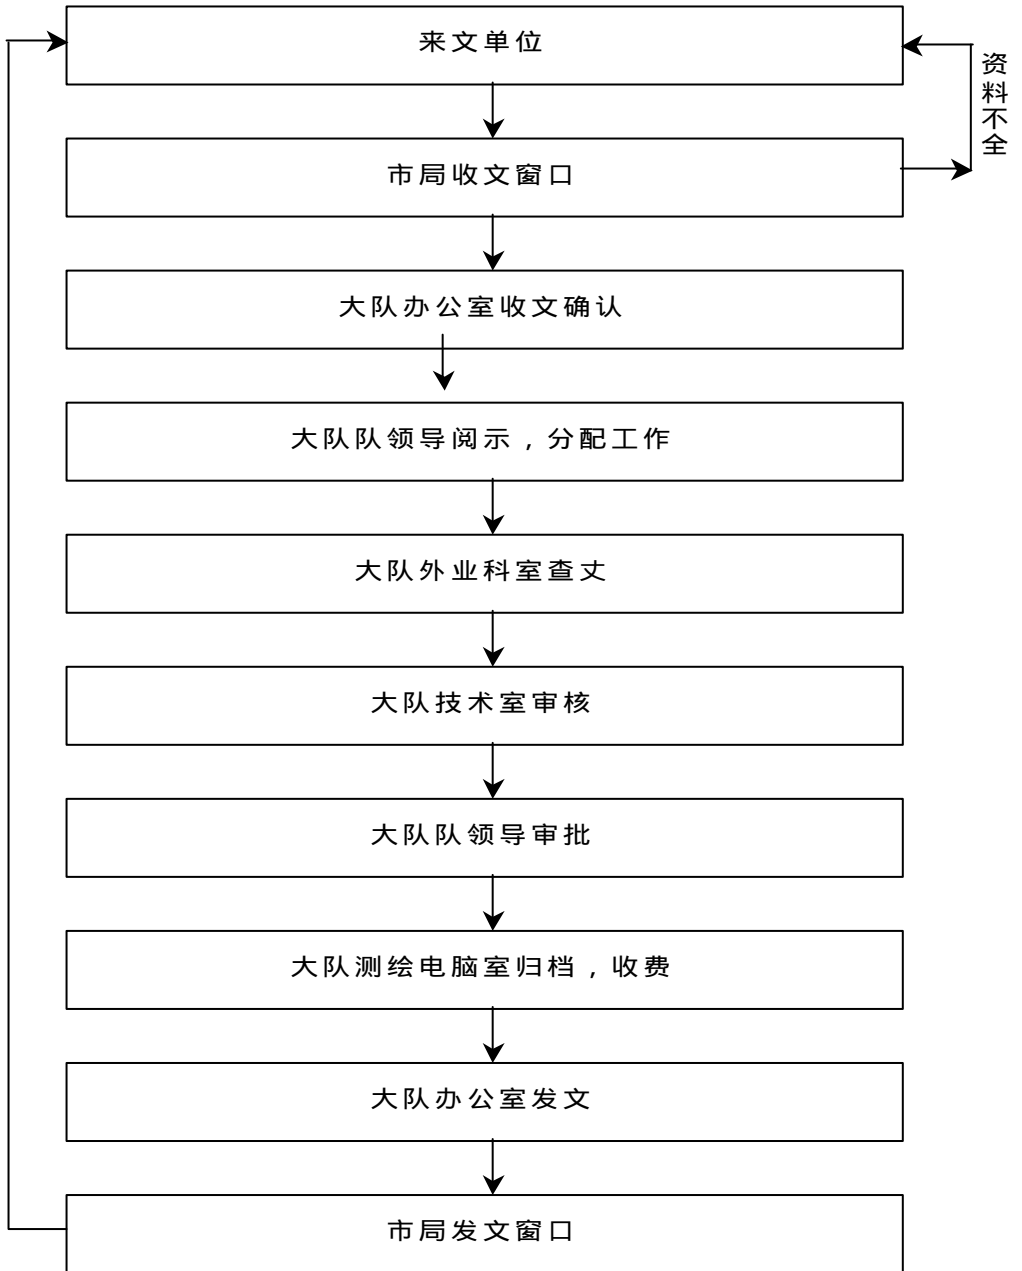 来文单位
资料不全
市局收文窗口
大队办公室收文确认
大队队领导阅示，分配工作
大队外业科室查丈
大队技术室审核
大队队领导审批
大队测绘电脑室归档，收费
大队办公室发文
市局发文窗口